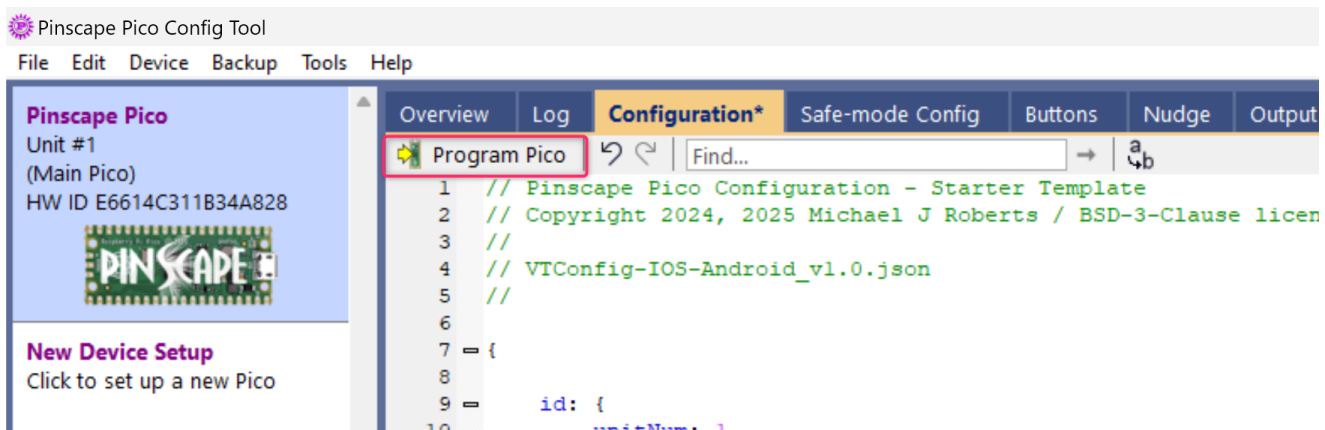 Pinscape Pico Config Tool
File Edit Device Backup Tools Help
Pinscape Pico
Unit #1
(Main Pico)
HW ID E6614C311B34A828
PINSCAPE
New Device Setup
Click to set up a new Pico
Overview Log Configuration* Safe-mode Config Buttons Nudge Output
Program Pico Find... a b
1 // Pinscape Pico Configuration - Starter Template
2 // Copyright 2024, 2025 Michael J Roberts / BSD-3-Clause licen
3 //
4 // VTConfig-IOS-Android_v1.0.json
5 //
6
7 {
8
9 id: {
10 unitNum: 1